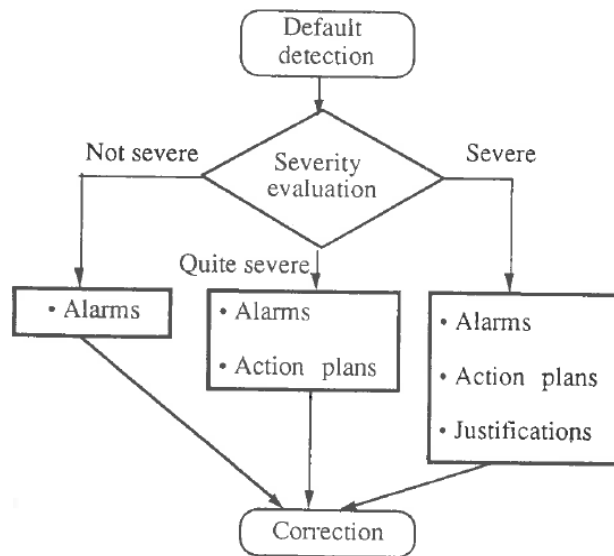 Default
detection
Not severe
Severity
evaluation
Severe
Quite severe
• Alarms
• Alarms
• Action plans
• Alarms
• Action plans
• Justifications
Correction